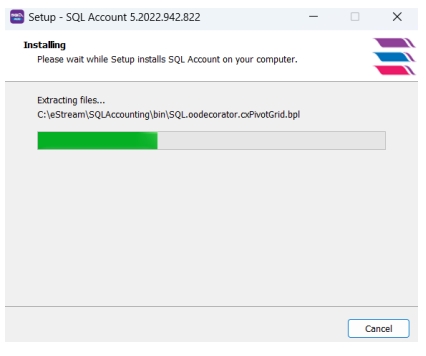 Setup - SQL Account 5.2022.942.822
Installing
Please wait while Setup installs SQL Account on your computer.
Extracting files...
C:\eStream\SQLAccounting\bin\SQL.oodecorator.cxPivotGrid.bpl
Cancel